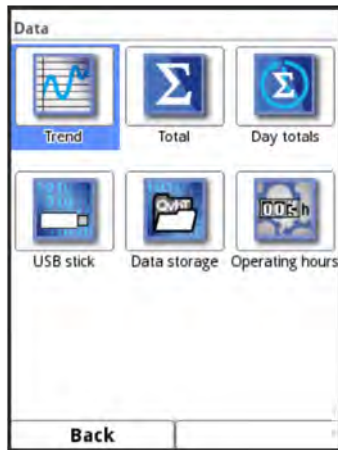 Data
Trend
Total
Day totals
USB stick
Data storage
Operating hours
Back